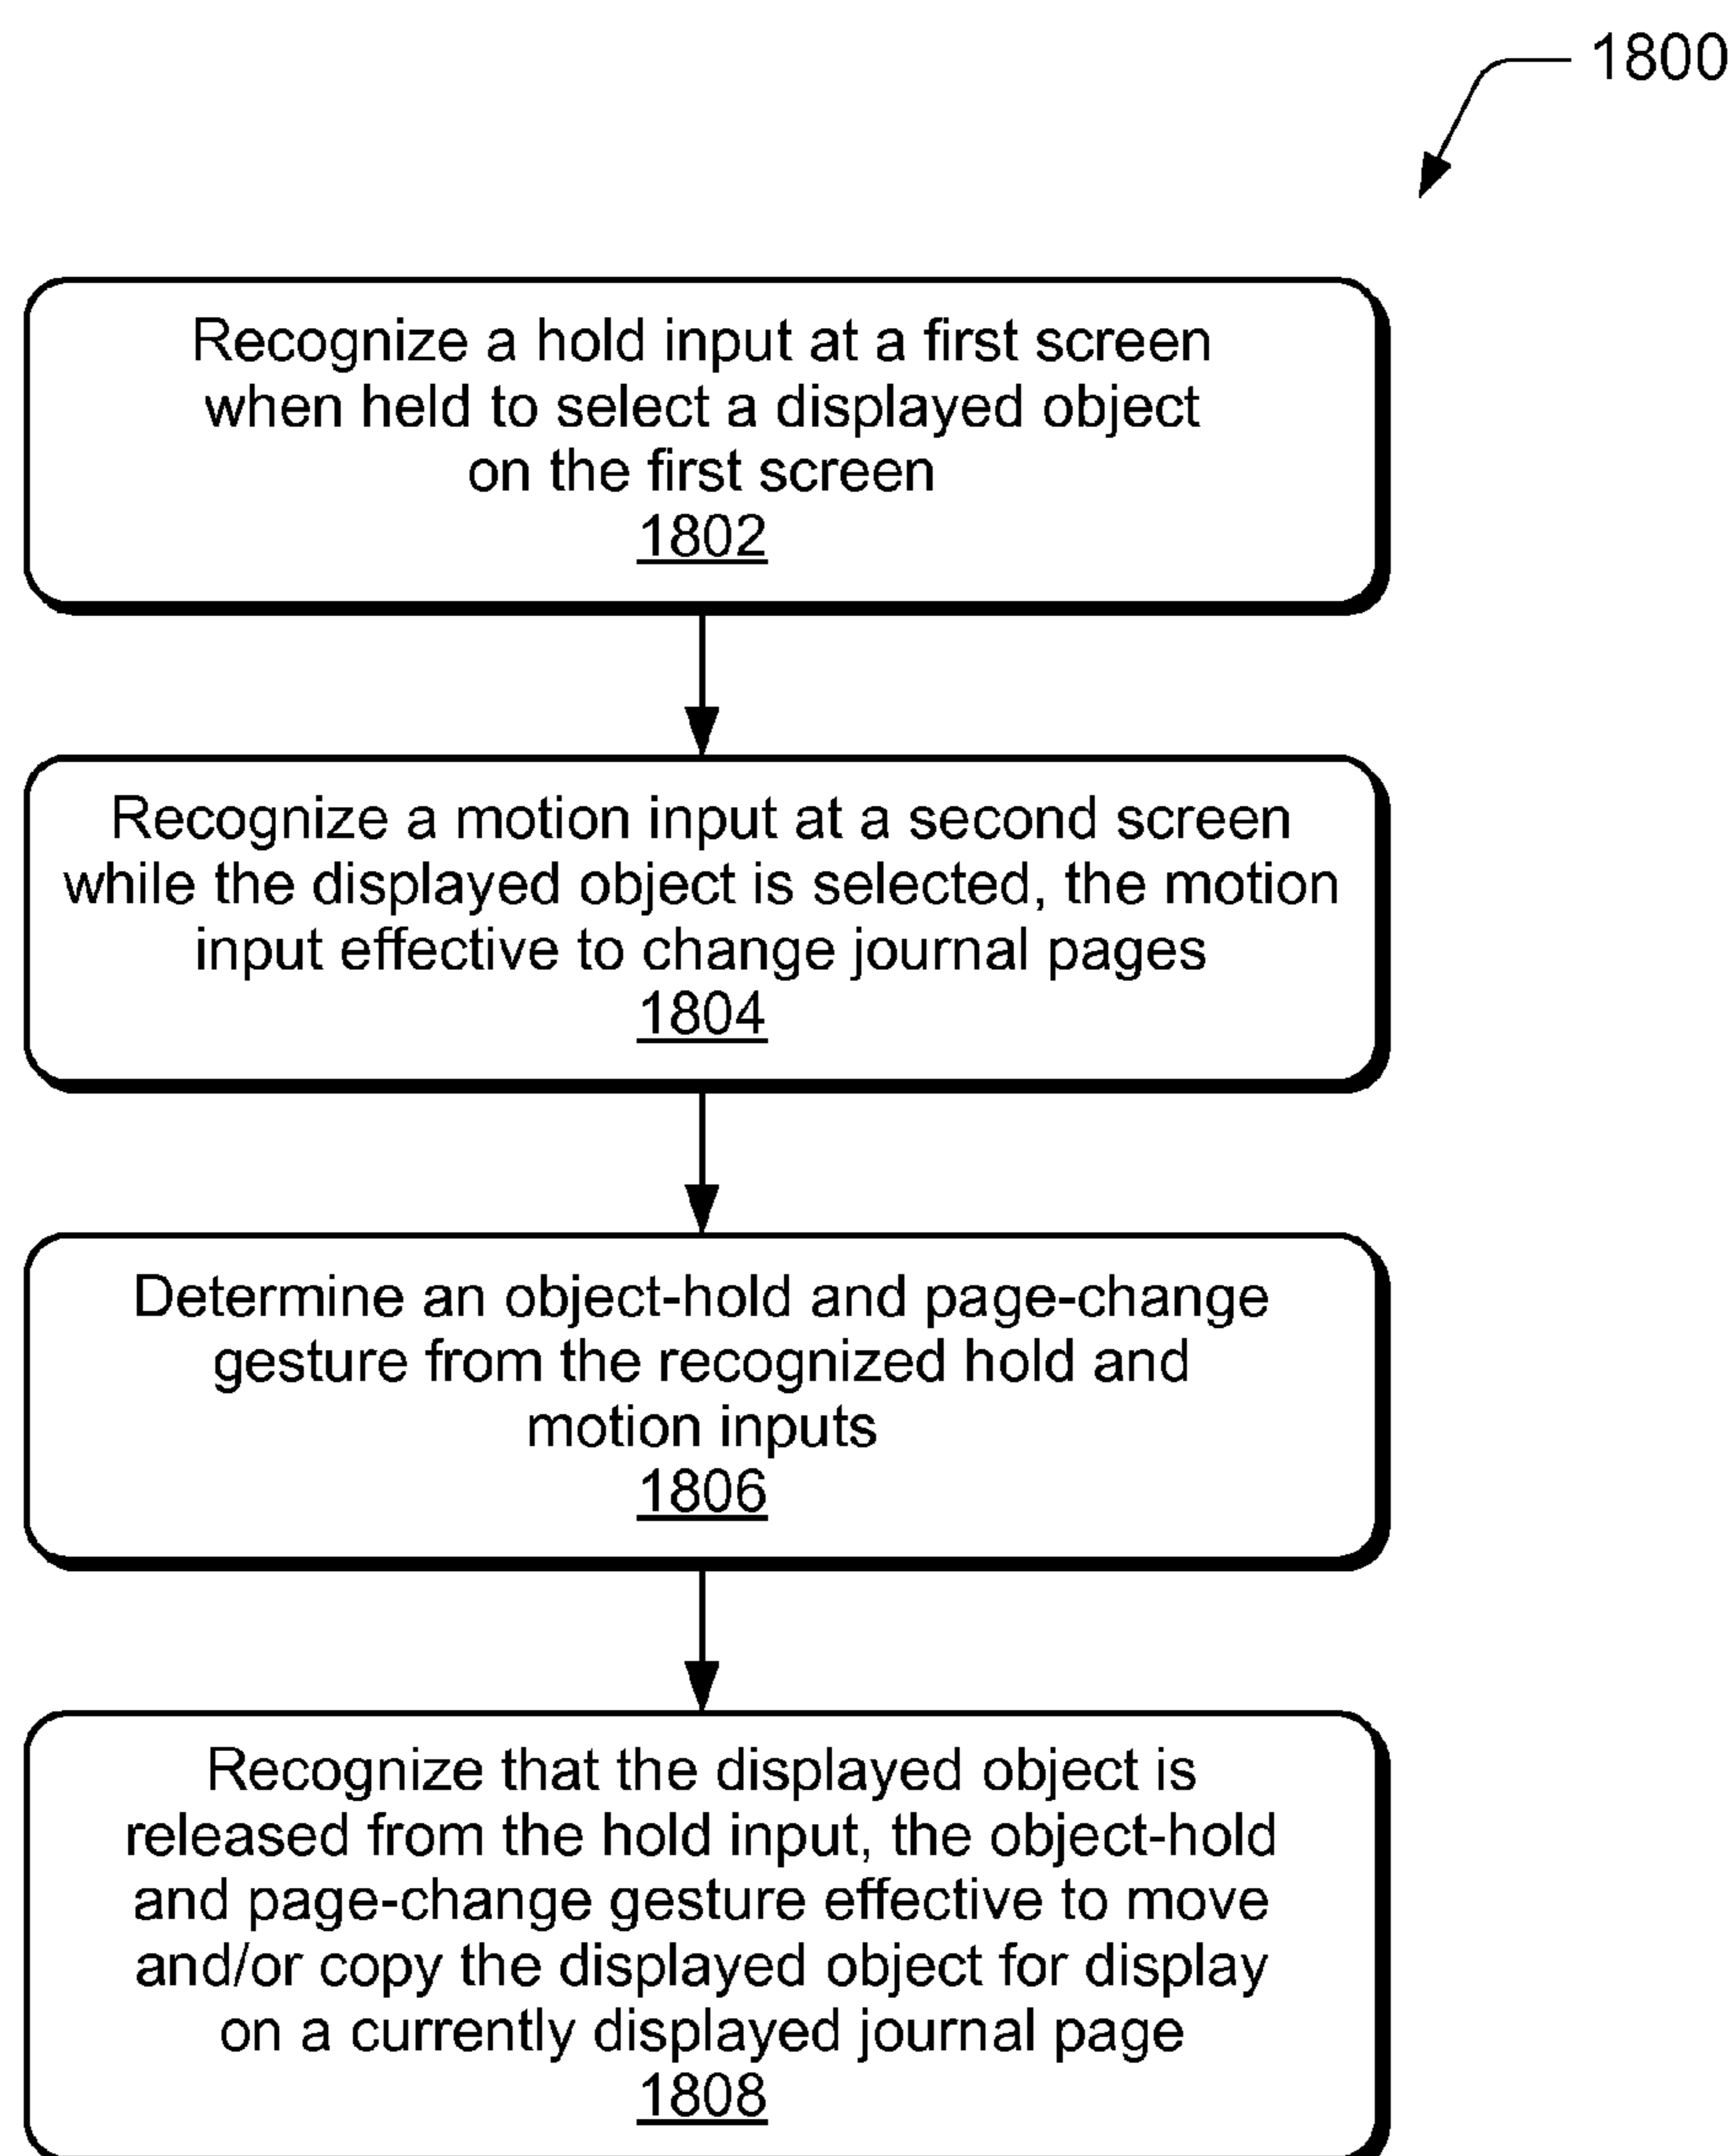 1800
Recognize a hold input at a first screen
when held to select a displayed object
on the first screen
1802
Recognize a motion input at a second screen
while the displayed object is selected, the motion
input effective to change journal pages
1804
Determine an object-hold and page-change
gesture from the recognized hold and
motion inputs
1806
Recognize that the displayed object is
released from the hold input, the object-hold
and page-change gesture effective to move
and/or copy the displayed object for display
on a currently displayed journal page
1808